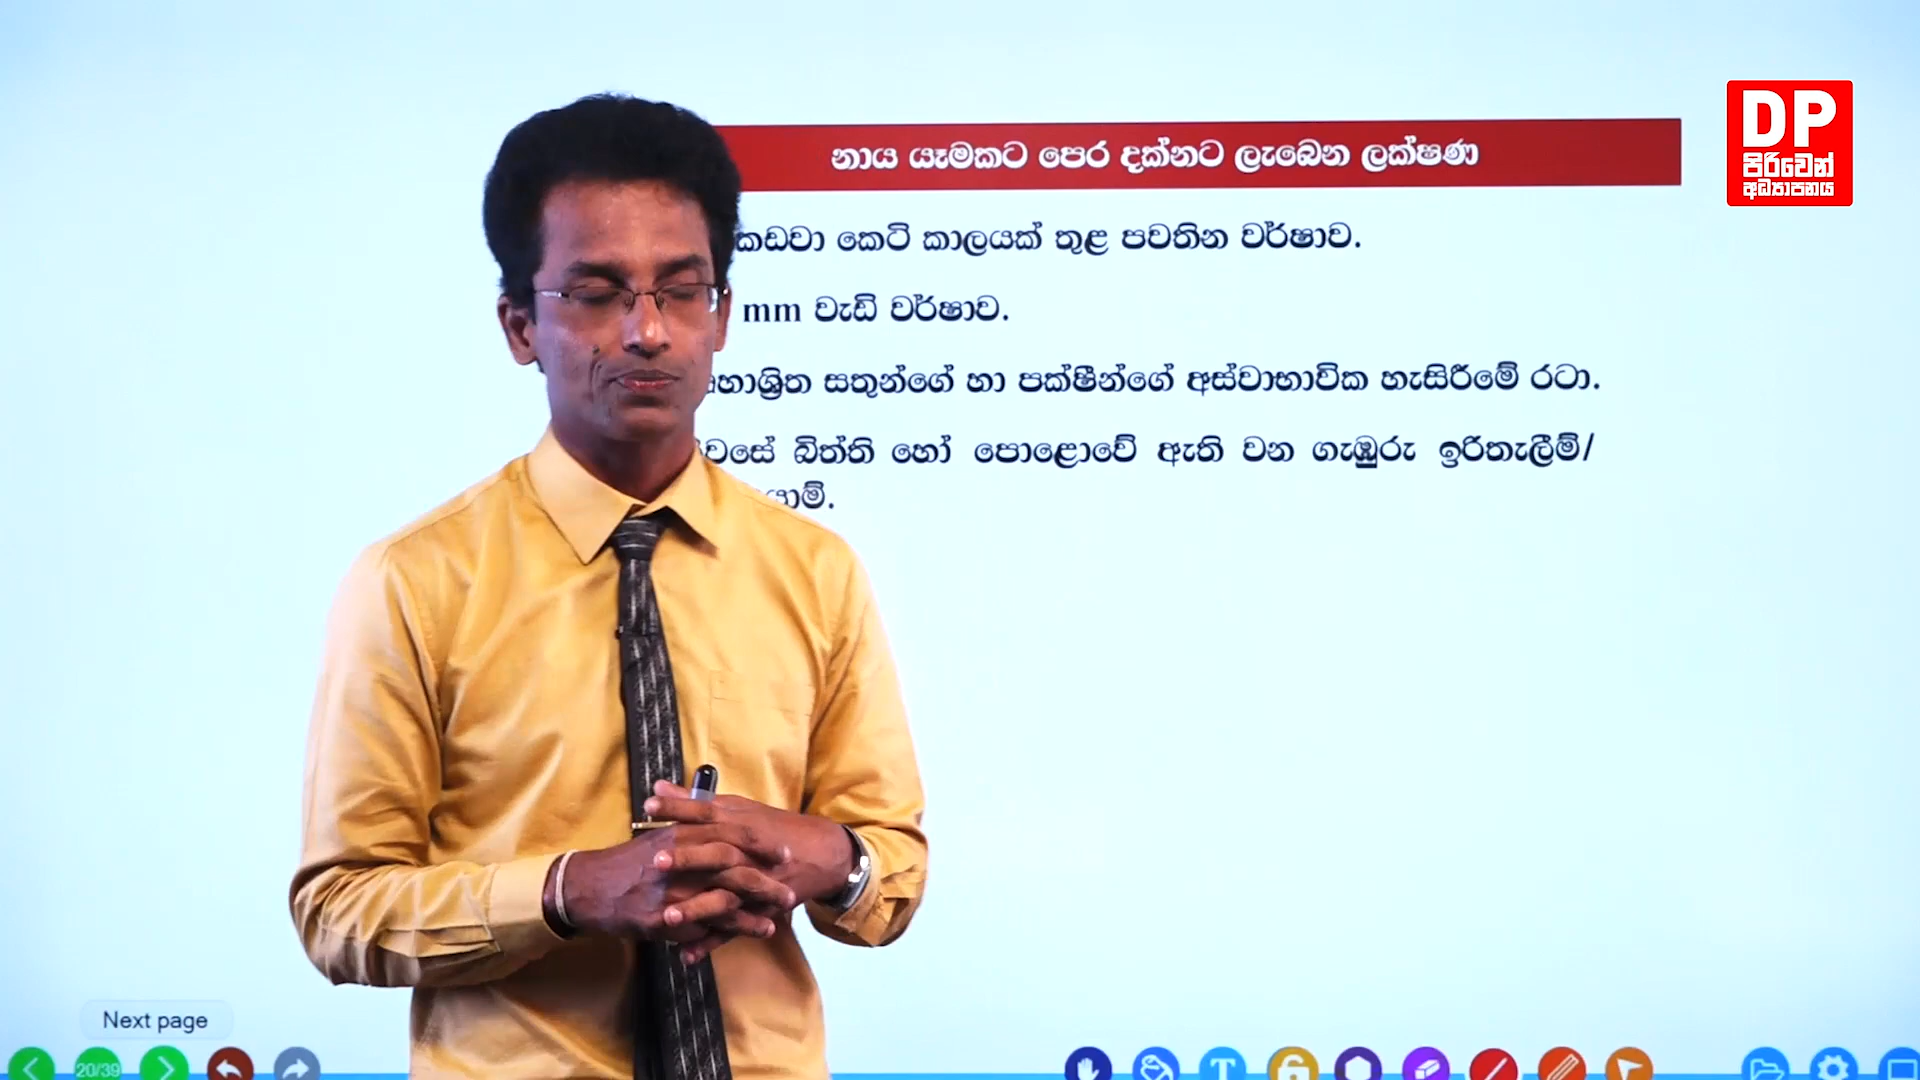 DP
පිරිවෙන්
අධ්‍යාපනය
නාය යෑමකට පෙර දක්නට ලැබෙන ලක්ෂණ
කඩවා කෙටි කාලයක් තුළ පවතින වර්ෂාව.
mm වැඩි වර්ෂාව.
සතුන්ගේ හා පක්ෂීන්ගේ අස්වාභාවික හැසිරීමේ රටා.
බිත්ති හෝ පොළොවේ ඇති වන ගැඹුරු ඉරිතැලීම්/
Next page
20/39
T